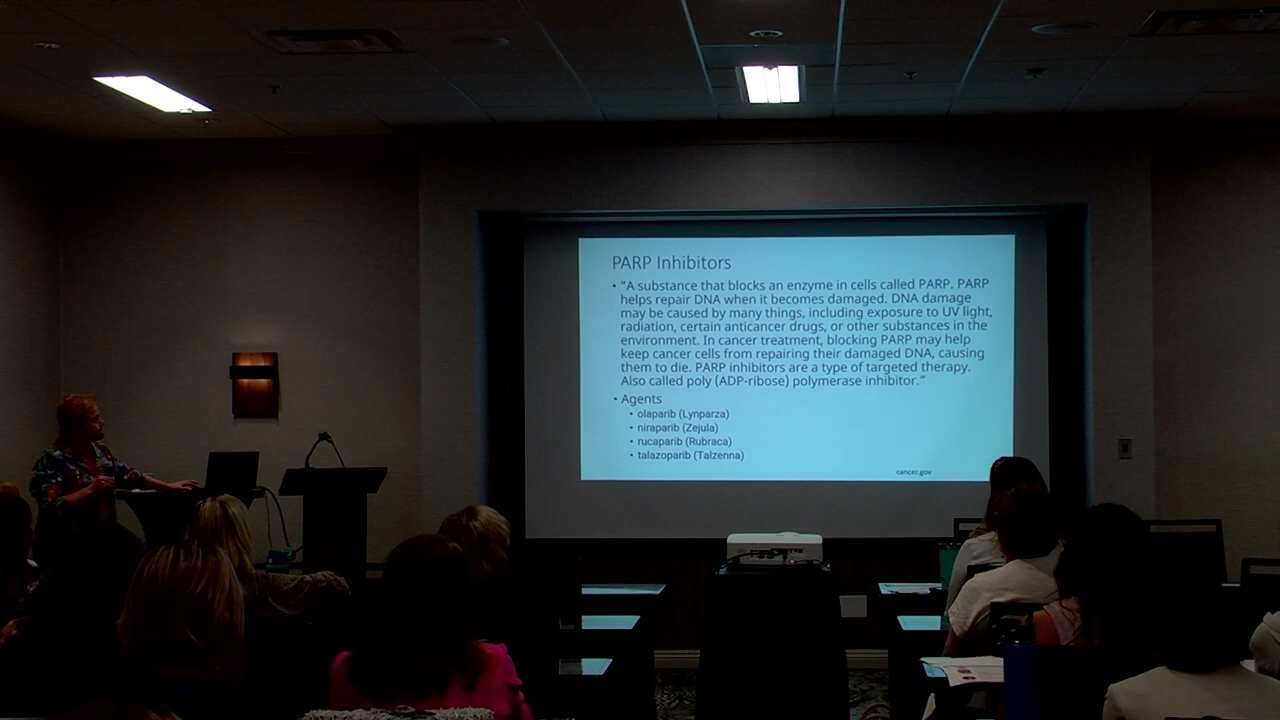 PARP Inhibitors
• “A substance that blocks an enzyme in cells called PARP. PARP
helps repair DNA when it becomes damaged. DNA damage
may be caused by many things, including exposure to UV light,
radiation, certain anticancer drugs, or other substances in the
environment. In cancer treatment, blocking PARP may help
keep cancer cells from repairing their damaged DNA, causing
them to die. PARP inhibitors are a type of targeted therapy.
Also called poly (ADP-ribose) polymerase inhibitor.”
• Agents
• olaparib (Lynparza)
• niraparib (Zejula)
• rucaparib (Rubraca)
• talazoparib (Talzenna)
cancer.gov